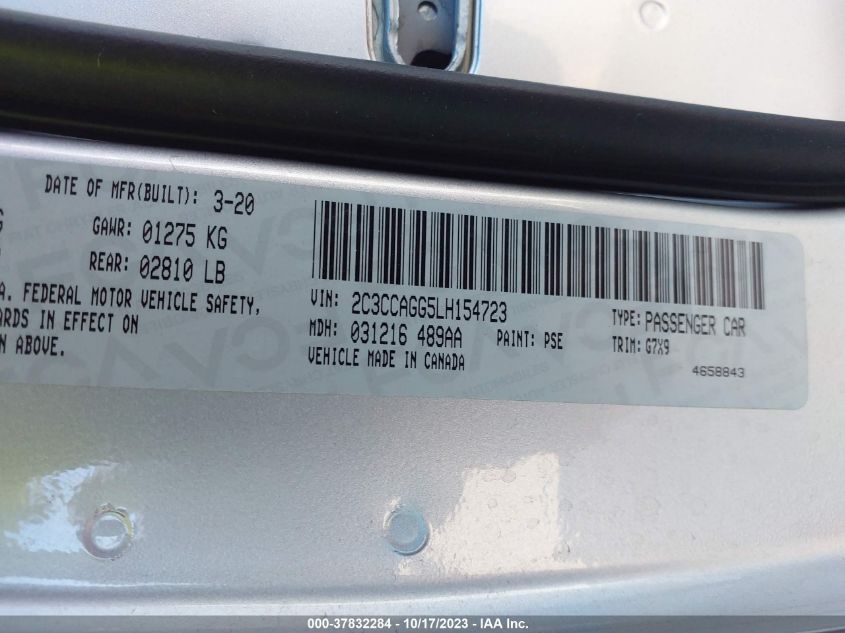 DATE OF MFR(BUILT): 3-20
GAWR: 01275 KG
REAR: 02810 LB
A. FEDERAL MOTOR VEHICLE SAFETY,
ARDS IN EFFECT ON
N ABOVE.
VIN: 2C3CCAGG5LH154723
MDH: 031216 489AA PAINT: PSE
VEHICLE MADE IN CANADA
TYPE: PASSENGER CAR
TRIM: G7X9
4658843
000-37832284 - 10/17/2023 - IAA Inc.